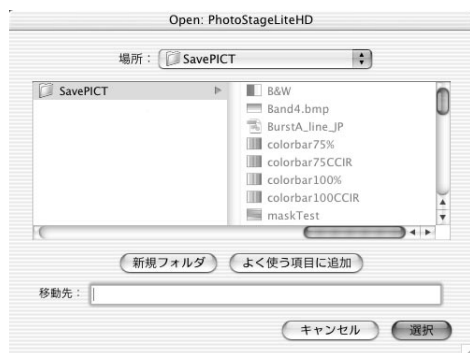 Open: PhotoStageLiteHD
場所： SavePICT
SavePICT
B&W
Band4.bmp
BurstA_line_JP
colorbar75%
colorbar75CCIR
colorbar100%
colorbar100CCIR
maskTest
新規フォルダ よく使う項目に追加
移動先：
キャンセル 選択